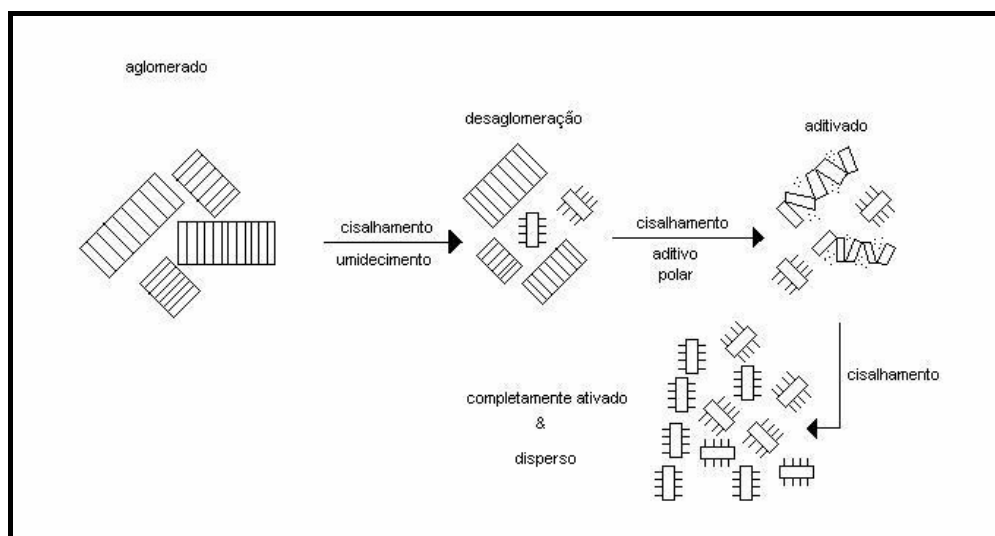 aglomerado
desaglomeração
aditivado
cisalhamento
umidecimento
cisalhamento
aditivo
polar
cisalhamento
completamente ativado
&
disperso